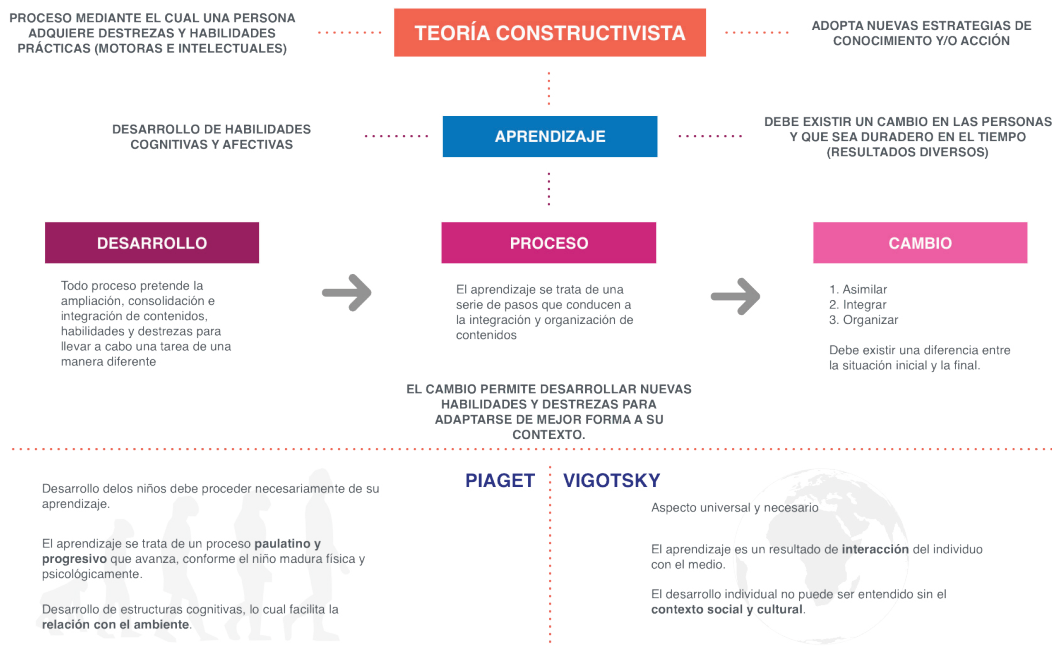 PROCESO MEDIANTE EL CUAL UNA PERSONA
ADQUIERE DESTREZAS Y HABILIDADES
PRÁCTICAS (MOTORAS E INTELECTUALES)
TEORÍA CONSTRUCTIVISTA
ADOPTA NUEVAS ESTRATEGIAS DE
CONOCIMIENTO Y/O ACCIÓN
DESARROLLO DE HABILIDADES
COGNITIVAS Y AFECTIVAS
APRENDIZAJE
DEBE EXISTIR UN CAMBIO EN LAS PERSONAS
Y QUE SEA DURADERO EN EL TIEMPO
(RESULTADOS DIVERSOS)
DESARROLLO
Todo proceso pretende la
ampliación, consolidación e
integración de contenidos,
habilidades y destrezas para
llevar a cabo una tarea de una
manera diferente
PROCESO
El aprendizaje se trata de una
serie de pasos que conducen a
la integración y organización de
contenidos
CAMBIO
1. Asimilar
2. Integrar
3. Organizar
Debe existir una diferencia entre
la situación inicial y la final.
EL CAMBIO PERMITE DESARROLLAR NUEVAS
HABILIDADES Y DESTREZAS PARA
ADAPTARSE DE MEJOR FORMA A SU
CONTEXTO.
PIAGET
Desarrollo delos niños debe proceder necesariamente de su
aprendizaje.
El aprendizaje se trata de un proceso paulatino y
progresivo que avanza, conforme el niño madura física y
psicológicamente.
Desarrollo de estructuras cognitivas, lo cual facilita la
relación con el ambiente.
VIGOTSKY
Aspecto universal y necesario
El aprendizaje es un resultado de interacción del individuo
con el medio.
El desarrollo individual no puede ser entendido sin el
contexto social y cultural.